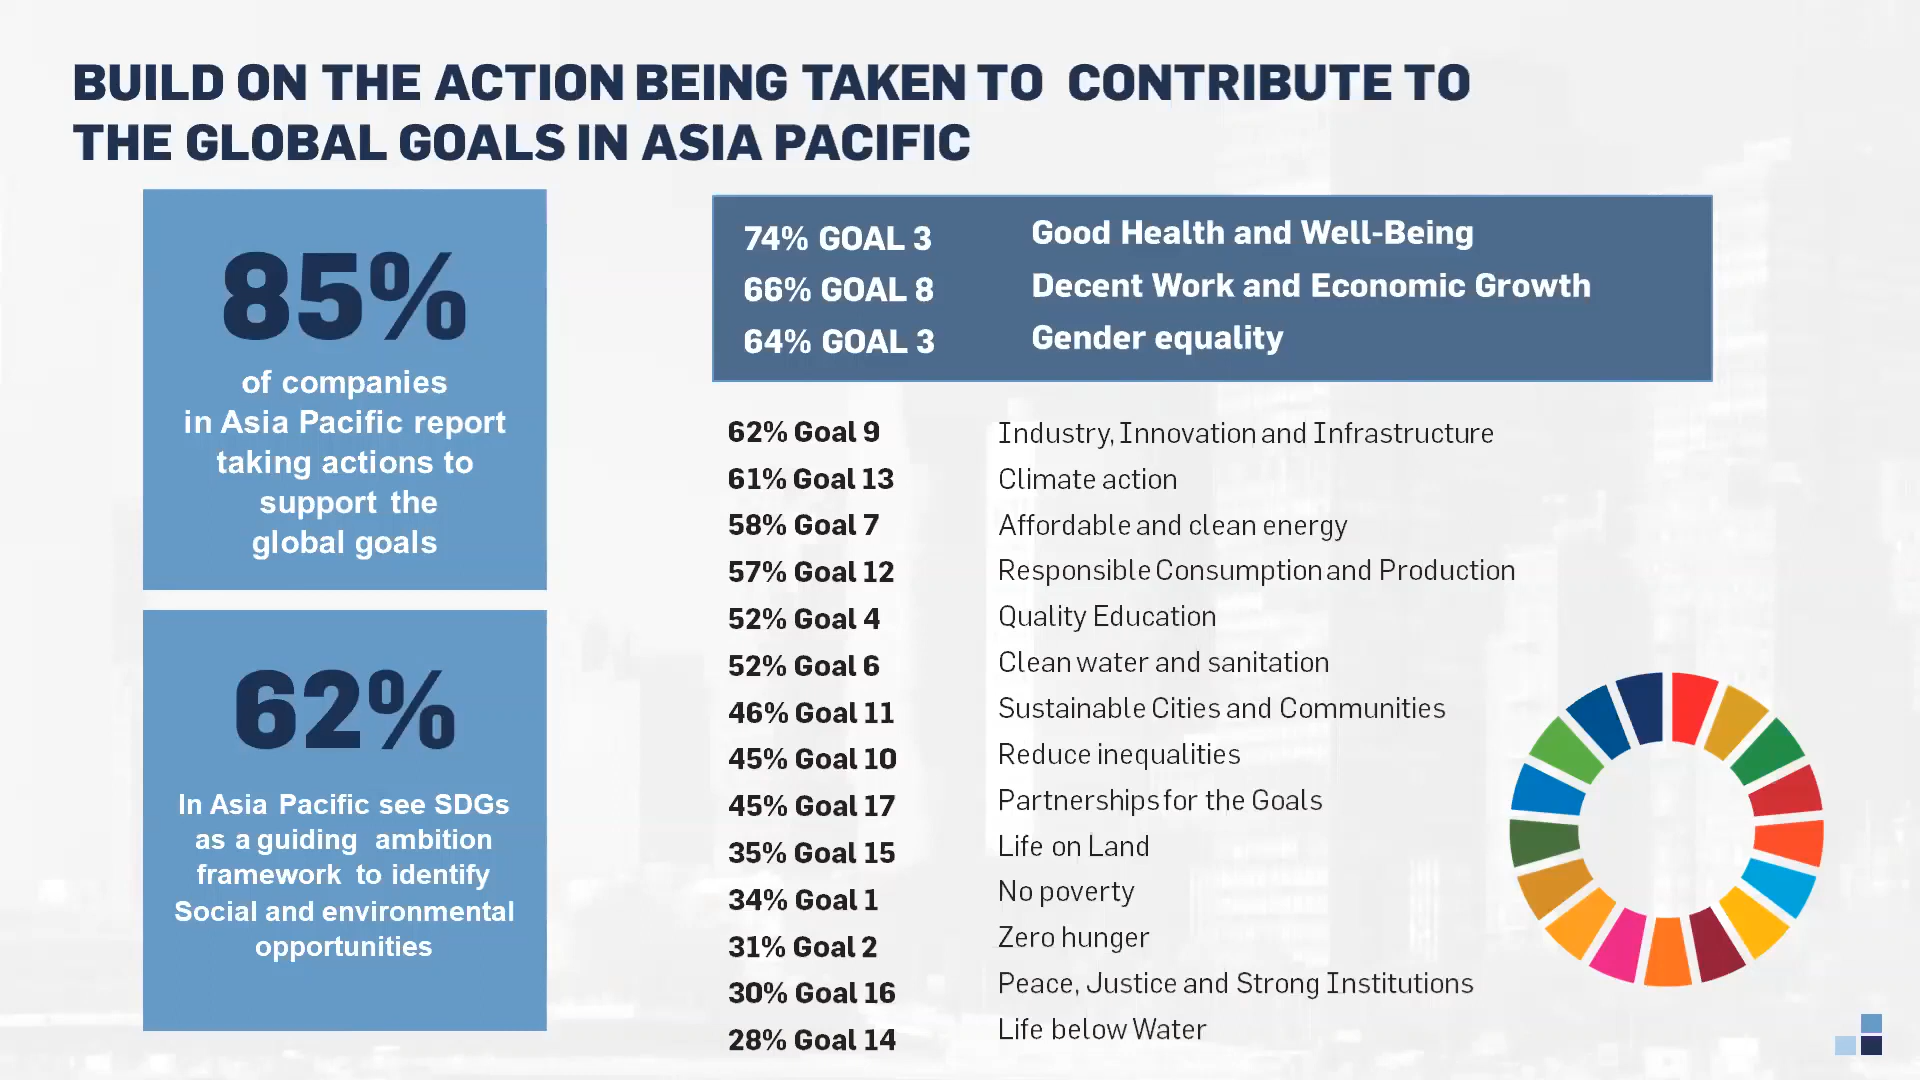 BUILD ON THE ACTION BEING TAKEN TO CONTRIBUTE TO
THE GLOBAL GOALS IN ASIA PACIFIC
85%
of companies
in Asia Pacific report
taking actions to
support the
global goals
62%
In Asia Pacific see SDGs
as a guiding ambition
framework to identify
Social and environmental
opportunities
74% GOAL 3 Good Health and Well-Being
66% GOAL 8 Decent Work and Economic Growth
64% GOAL 3 Gender equality
62% Goal 9 Industry, Innovation and Infrastructure
61% Goal 13 Climate action
58% Goal 7 Affordable and clean energy
57% Goal 12 Responsible Consumption and Production
52% Goal 4 Quality Education
52% Goal 6 Clean water and sanitation
46% Goal 11 Sustainable Cities and Communities
45% Goal 10 Reduce inequalities
45% Goal 17 Partnerships for the Goals
35% Goal 15 Life on Land
34% Goal 1 No poverty
31% Goal 2 Zero hunger
30% Goal 16 Peace, Justice and Strong Institutions
28% Goal 14 Life below Water